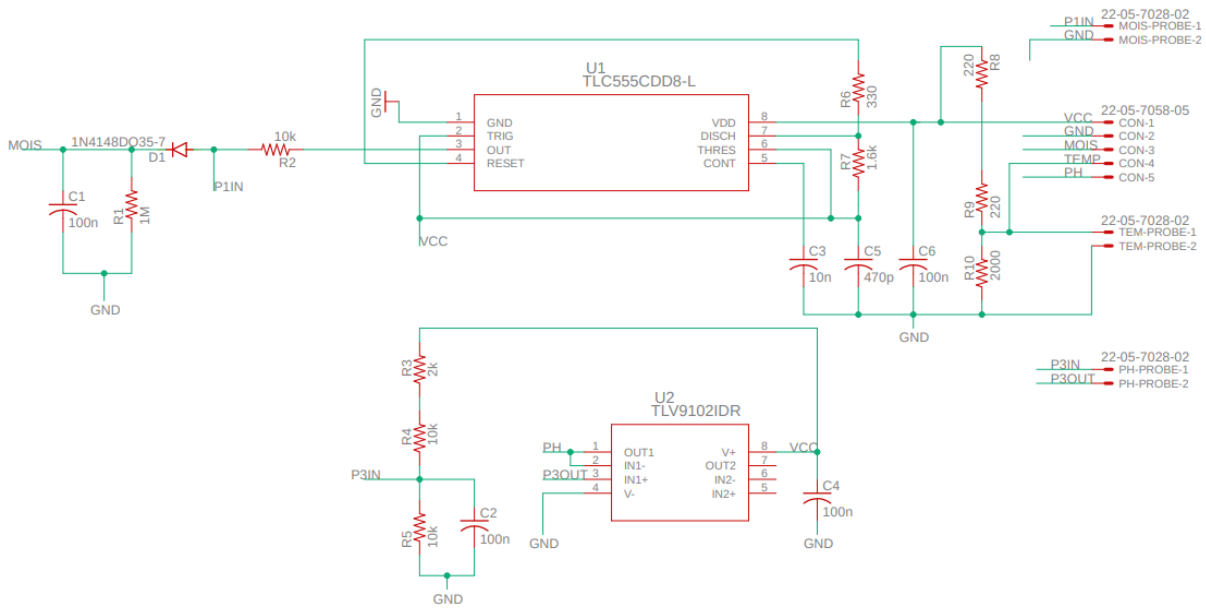 22-05-7028-02
P1IN
MOIS-PROBE-1
GND
MOIS-PROBE-2
U1
TLC555CDD8-L
220
R8
GND
R6
330
1
GND
VDD
8
2
TRIG
DISCH
7
3
OUT
THRES
6
4
RESET
CONT
5
22-05-7058-05
VCC
CON-1
GND
CON-2
MOIS
CON-3
TEMP
CON-4
PH
CON-5
MOIS
1N4148DO35-7
D1
10k
R2
P1IN
R7
1.6k
C1
100n
R1
1M
R9
220
22-05-7028-02
TEM-PROBE-1
TEM-PROBE-2
VCC
C3
10n
C5
470p
C6
100n
R10
2000
GND
GND
22-05-7028-02
P3IN
PH-PROBE-1
P3OUT
PH-PROBE-2
R3
2k
U2
TLV9102IDR
R4
10k
PH
1
OUT1
V+
8
VCC
2
IN1-
OUT2
7
P3OUT
3
IN1+
IN2-
6
4
V-
IN2+
5
P3IN
C4
100n
R5
10k
C2
100n
GND
GND
GND